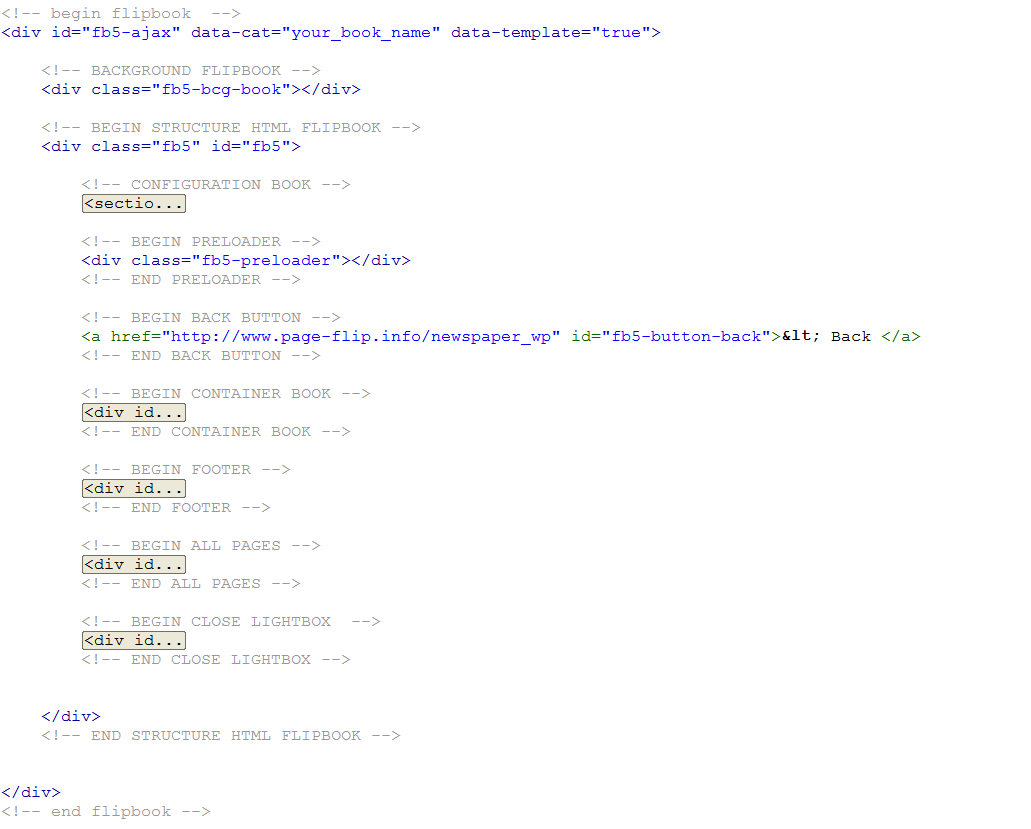 <!-- begin flipbook  -->
<div id="fb5-ajax" data-cat="your_book_name" data-template="true">
<!-- BACKGROUND FLIPBOOK -->
<div class="fb5-bcg-book"></div>
<!-- BEGIN STRUCTURE HTML FLIPBOOK -->
<div class="fb5" id="fb5">
<!-- CONFIGURATION BOOK -->
<sectio...
<!-- BEGIN PRELOADER -->
<div class="fb5-preloader"></div>
<!-- END PRELOADER -->
<!-- BEGIN BACK BUTTON -->
<a href="http://www.page-flip.info/newspaper_wp" id="fb5-button-back">&lt; Back </a>
<!-- END BACK BUTTON -->
<!-- BEGIN CONTAINER BOOK -->
<div id...
<!-- END CONTAINER BOOK -->
<!-- BEGIN FOOTER -->
<div id...
<!-- END FOOTER -->
<!-- BEGIN ALL PAGES -->
<div id...
<!-- END ALL PAGES -->
<!-- BEGIN CLOSE LIGHTBOX  -->
<div id...
<!-- END CLOSE LIGHTBOX -->
</div>
<!-- END STRUCTURE HTML FLIPBOOK -->
</div>
<!-- end flipbook -->